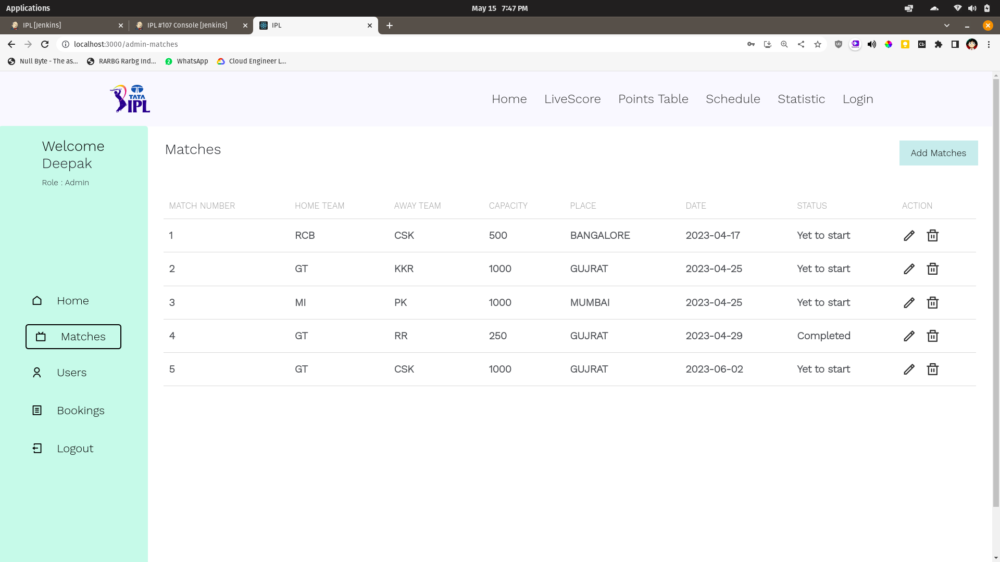 Applications
May 15 7:47 PM
IPL [Jenkins]
IPL #107 Console [Jenkins]
IPL
localhost:3000/admin-matches
Null Byte - The as...
RARBG Rarbg Ind...
2
WhatsApp
Cloud Engineer L...
TATA
IPL
Home
LiveScore
Points Table
Schedule
Statistic
Login
Welcome
Deepak
Role : Admin
Home
Matches
Users
Bookings
Logout
Matches
Add Matches
MATCH NUMBER HOME TEAM AWAY TEAM CAPACITY PLACE DATE STATUS ACTION
1 RCB CSK 500 BANGALORE 2023-04-17 Yet to start
2 GT KKR 1000 GUJRAT 2023-04-25 Yet to start
3 MI PK 1000 MUMBAI 2023-04-25 Yet to start
4 GT RR 250 GUJRAT 2023-04-29 Completed
5 GT CSK 1000 GUJRAT 2023-06-02 Yet to start